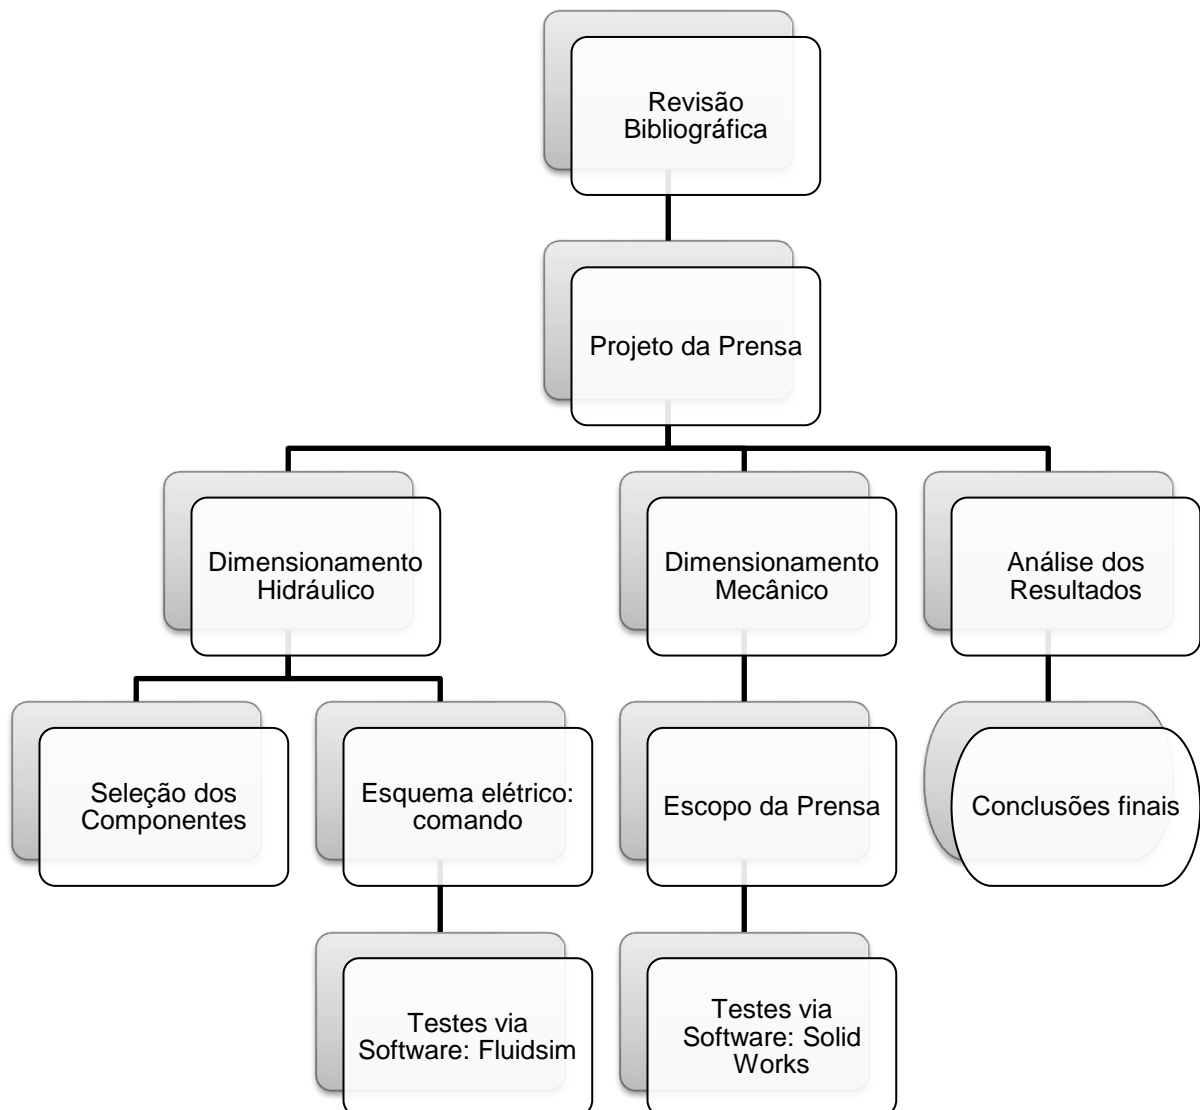 Revisão
Bibliográfica
Projeto da Prensa
Dimensionamento
Hidráulico
Dimensionamento
Mecânico
Análise dos
Resultados
Seleção dos
Componentes
Esquema elétrico:
comando
Escopo da Prensa
Conclusões finais
Testes via
Software: Fluidsim
Testes via
Software: Solid
Works